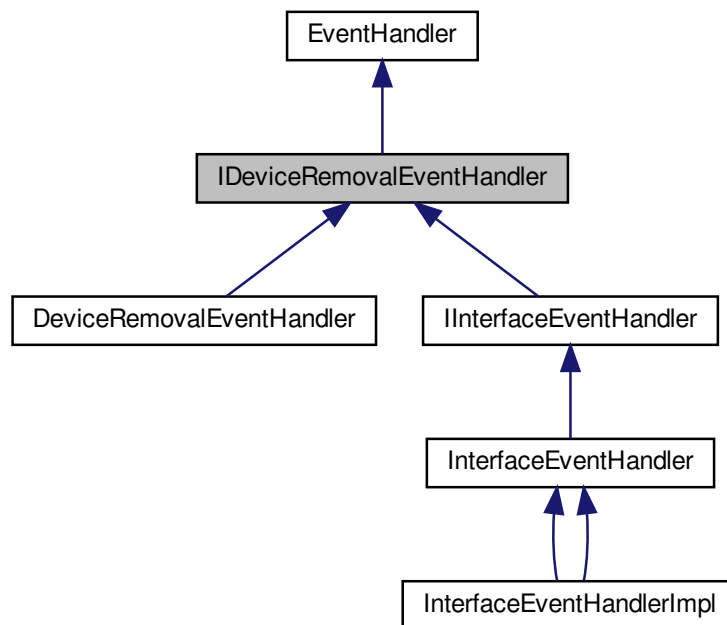 EventHandler
IDeviceRemovalEventHandler
DeviceRemovalEventHandler
IInterfaceEventHandler
InterfaceEventHandler
InterfaceEventHandlerImpl